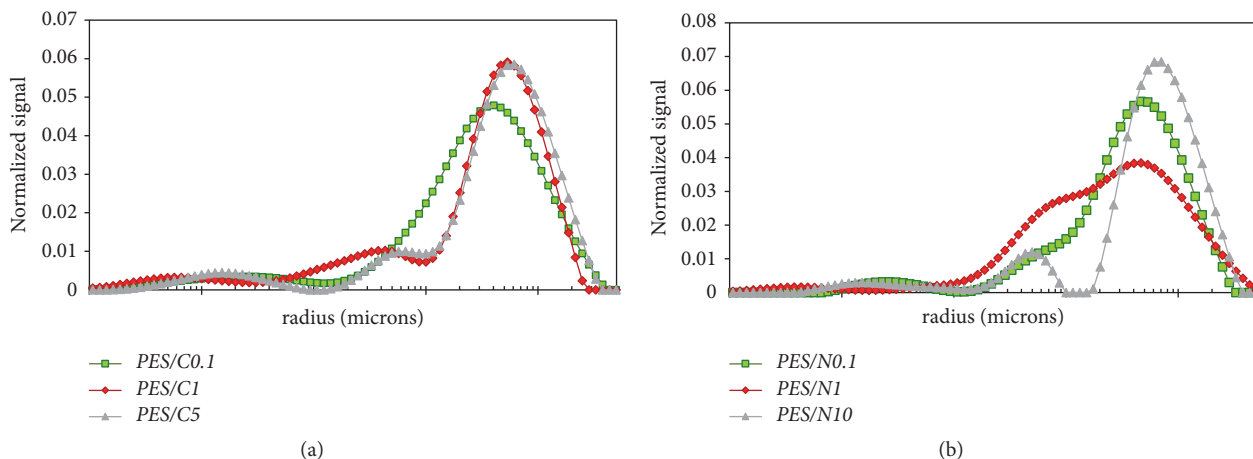 0.07
0.06
0.05
0.04
0.03
0.02
0.01
0
Normalized signal
radius (microns)
PES/C0.1
PES/C1
PES/C5
(a)
0.08
0.07
0.06
0.05
0.04
0.03
0.02
0.01
0
Normalized signal
radius (microns)
PES/N0.1
PES/N1
PES/N10
(b)